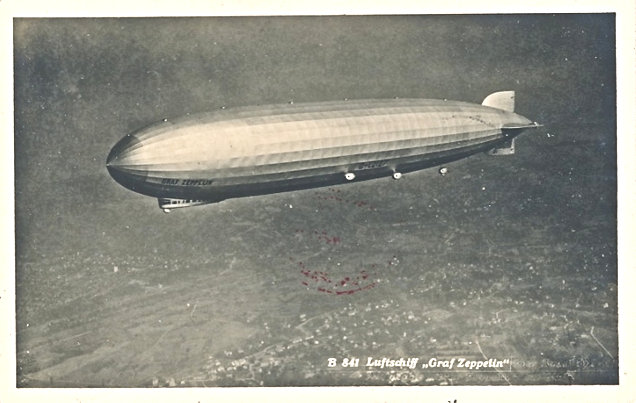 GRAF ZEPPELIN
B 841 Luftschiff „Graf Zeppelin“